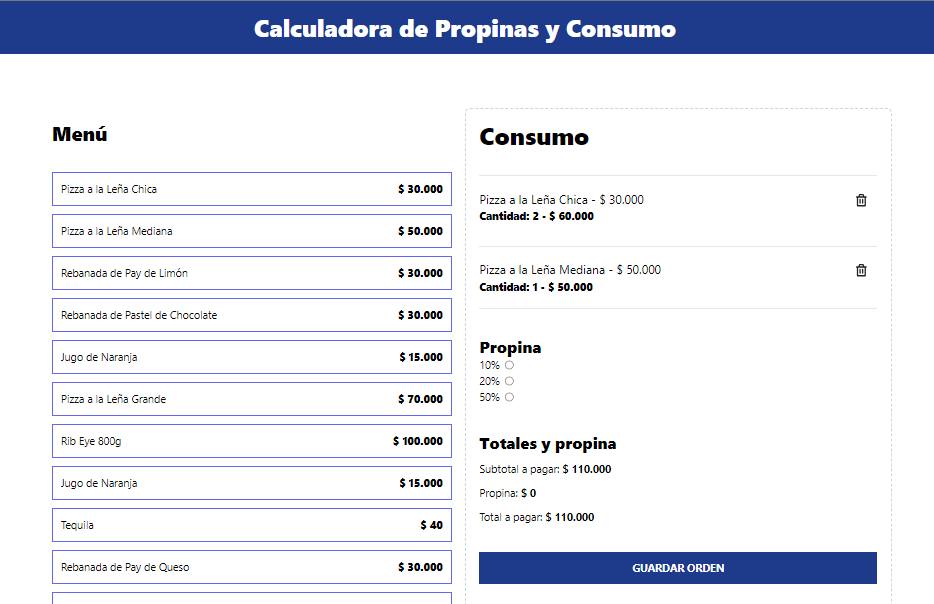 Calculadora de Propinas y Consumo
Menú
Pizza a la Leña Chica $ 30.000
Pizza a la Leña Mediana $ 50.000
Rebanada de Pay de Limón $ 30.000
Rebanada de Pastel de Chocolate $ 30.000
Jugo de Naranja $ 15.000
Pizza a la Leña Grande $ 70.000
Rib Eye 800g $ 100.000
Jugo de Naranja $ 15.000
Tequila $ 40
Rebanada de Pay de Queso $ 30.000
Consumo
Pizza a la Leña Chica - $ 30.000
Cantidad: 2 - $ 60.000
Pizza a la Leña Mediana - $ 50.000
Cantidad: 1 - $ 50.000
Propina
10%
20%
50%
Totales y propina
Subtotal a pagar: $ 110.000
Propina: $ 0
Total a pagar: $ 110.000
GUARDAR ORDEN